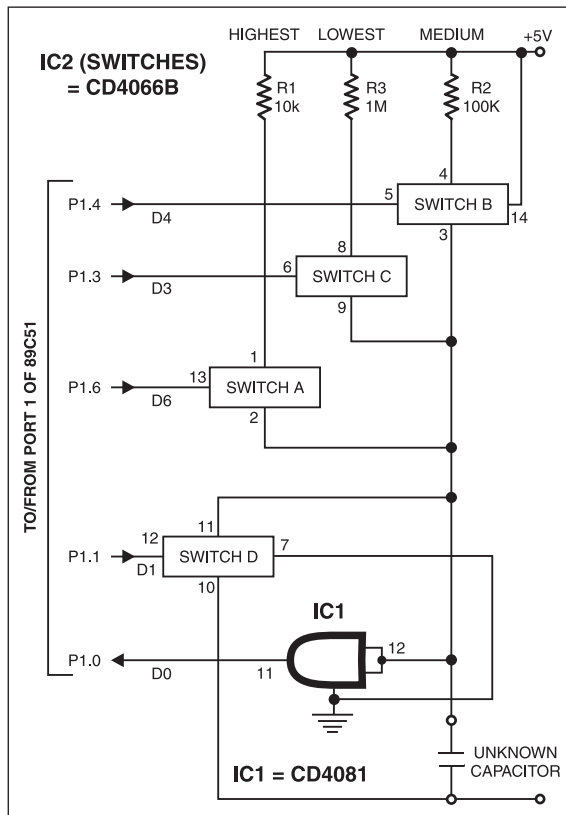 HIGHEST LOWEST MEDIUM +5V
IC2 (SWITCHES)
= CD4066B
R1
10k
R3
1M
R2
100K
P1.4
D4
5
4
SWITCH B
14
3
P1.3
D3
6
8
SWITCH C
9
P1.6
D6
13
1
SWITCH A
2
TO/FROM PORT 1 OF 89C51
P1.1
D1
12
11
SWITCH D
7
10
IC1
P1.0
D0
11
12
IC1 = CD4081
UNKNOWN
CAPACITOR